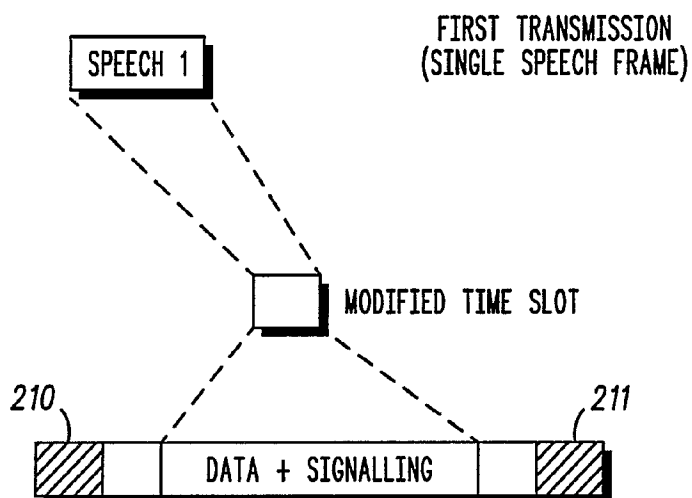 FIRST TRANSMISSION
(SINGLE SPEECH FRAME)
SPEECH 1
MODIFIED TIME SLOT
210
211
DATA + SIGNALLING